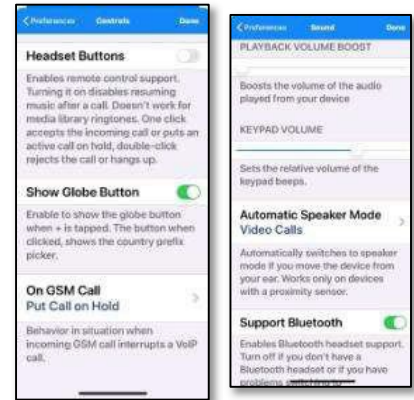 Preferences Controls Done
Headset Buttons
Enables remote control support.
Turning it on disables resuming
music after a call. Doesn't work for
media library ringtones. One click
accepts the incoming call or puts an
active call on hold, double-click
rejects the call or hangs up.
Show Globe Button
Enable to show the globe button
when + is tapped. The button when
clicked, shows the country prefix
picker.
On GSM Call
Put Call on Hold
Behavior in situation when
incoming GSM call interrupts a VoIP
call.
Preferences Sound Done
PLAYBACK VOLUME BOOST
Boosts the volume of the audio
played from your device
KEYPAD VOLUME
Sets the relative volume of the
keypad beeps.
Automatic Speaker Mode
Video Calls
Automatically switches to speaker
mode if you move the device from
your ear. Works only on devices
with a proximity sensor.
Support Bluetooth
Enables Bluetooth headset support.
Turn off if you don't have a
Bluetooth headset or if you have
problems switching to